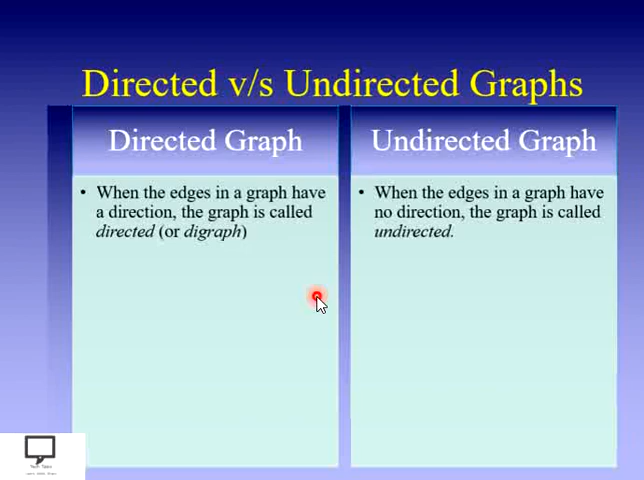 Directed v/s Undirected Graphs
Directed Graph
• When the edges in a graph have
a direction, the graph is called
directed (or digraph)
Undirected Graph
• When the edges in a graph have
no direction, the graph is called
undirected.